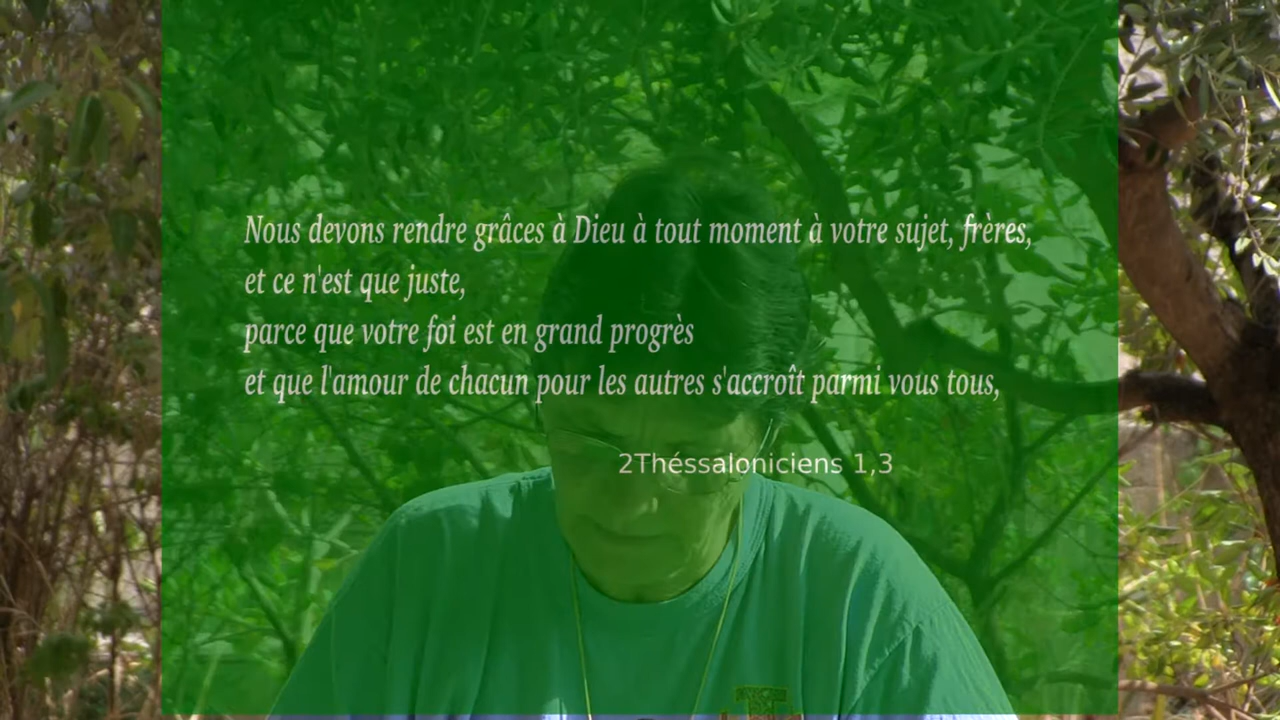 Nous devons rendre grâces à Dieu à tout moment à votre sujet, frères,
et ce n'est que juste,
parce que votre foi est en grand progrès
et que l'amour de chacun pour les autres s'accroît parmi vous tous,
2Théssaloniciens 1,3